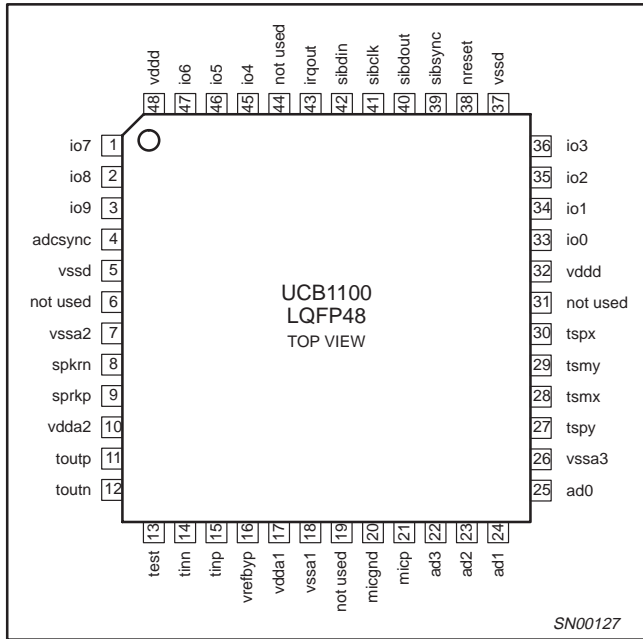 vddd
io6
io5
io4
not used
irqout
sibdin
sibclk
sibdout
sibsync
nreset
vssd
48 47 46 45 44 43 42 41 40 39 38 37
io7 1
io8 2
io9 3
adcsync 4
vssd 5
not used 6
vssa2 7
spkrn 8
sprkp 9
vdda2 10
toutp 11
toutn 12
UCB1100
LQFP48
TOP VIEW
36 io3
35 io2
34 io1
33 io0
32 vddd
31 not used
30 tspx
29 tsmy
28 tsmx
27 tspy
26 vssa3
25 ad0
13 14 15 16 17 18 19 20 21 22 23 24
test
tinn
tinp
vrefbyp
vdda1
vssa1
not used
micgnd
micp
ad3
ad2
ad1
SN00127